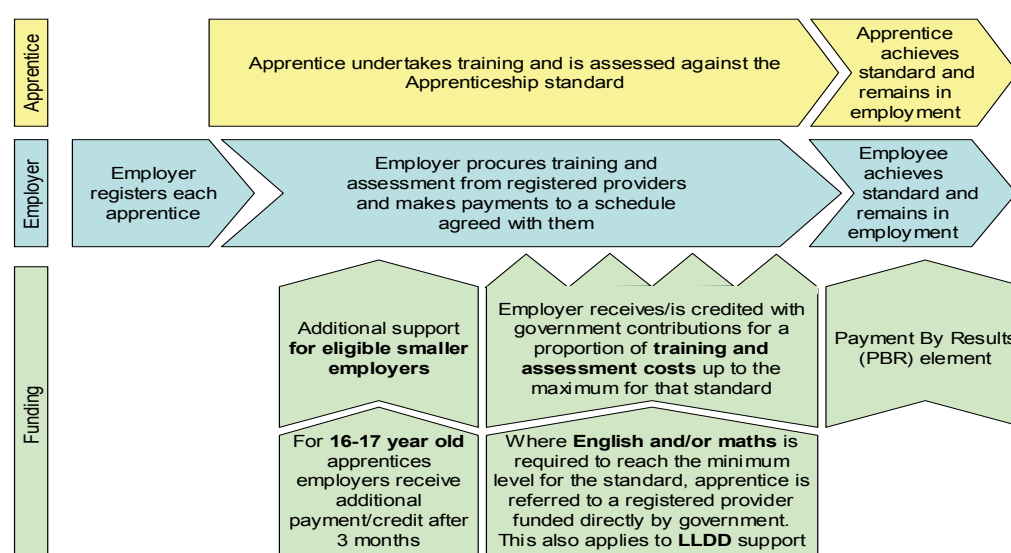 Apprentice
Apprentice undertakes training and is assessed against the
Apprenticeship standard
Apprentice
achieves
standard and
remains in
employment
Employer
Employer
registers each
apprentice
Employer procures training and
assessment from registered providers
and makes payments to a schedule
agreed with them
Employee
achieves
standard and
remains in
employment
Funding
Additional support
for eligible smaller
employers
Employer receives/is credited with
government contributions for a
proportion of training and
assessment costs up to the
maximum for that standard
Payment By Results
(PBR) element
For 16-17 year old
apprentices
employers receive
additional
payment/credit after
3 months
Where English and/or maths is
required to reach the minimum
level for the standard, apprentice is
referred to a registered provider
funded directly by government.
This also applies to LLDD support